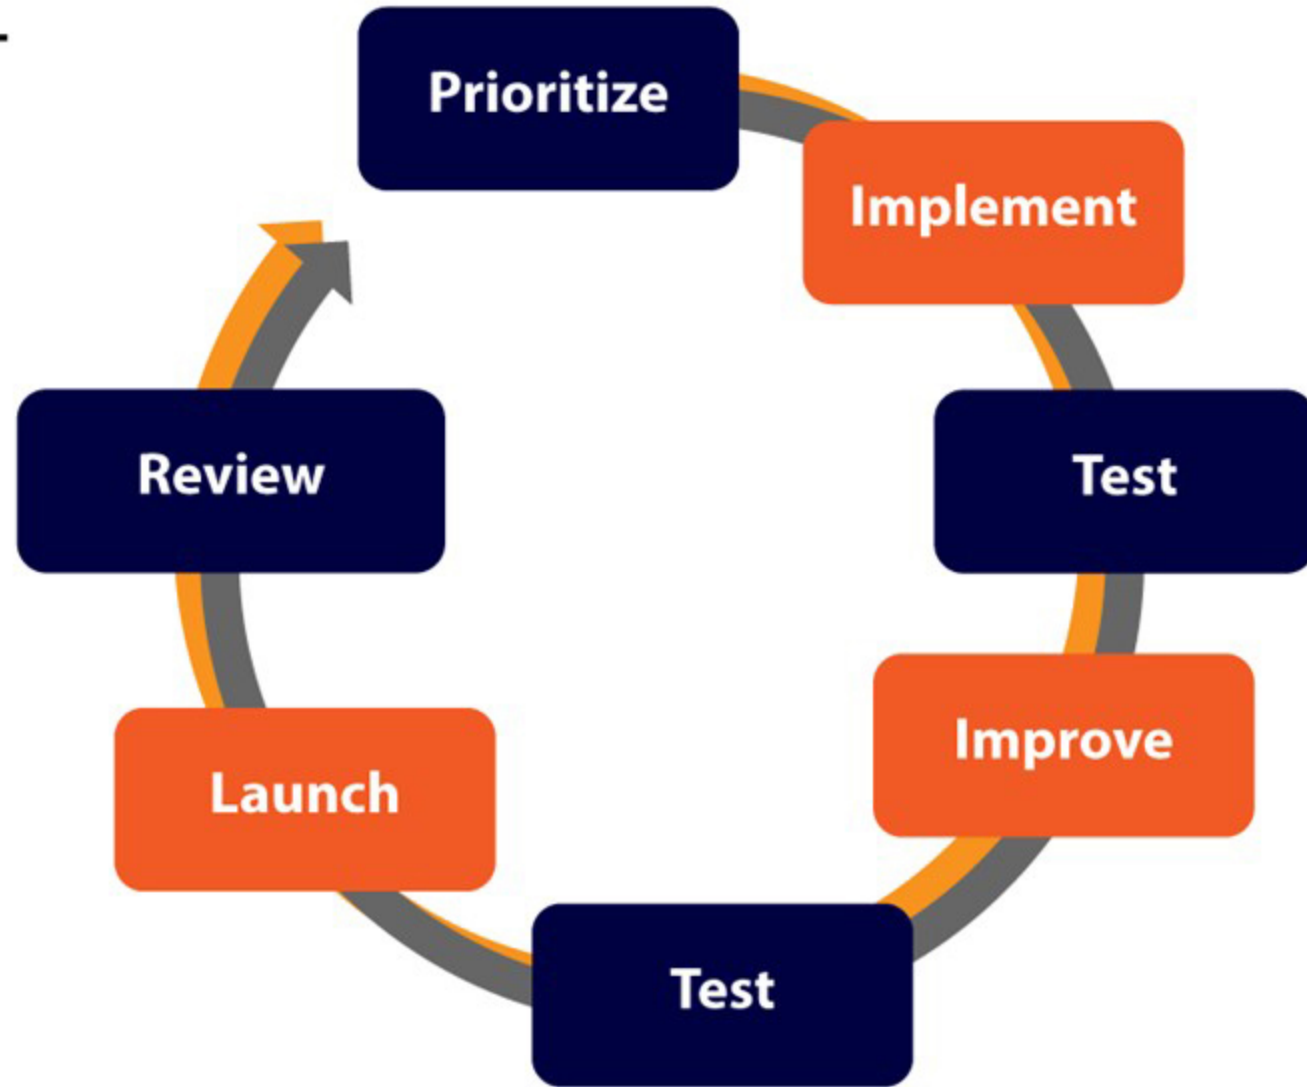 Prioritize
Implement
Test
Improve
Test
Launch
Review